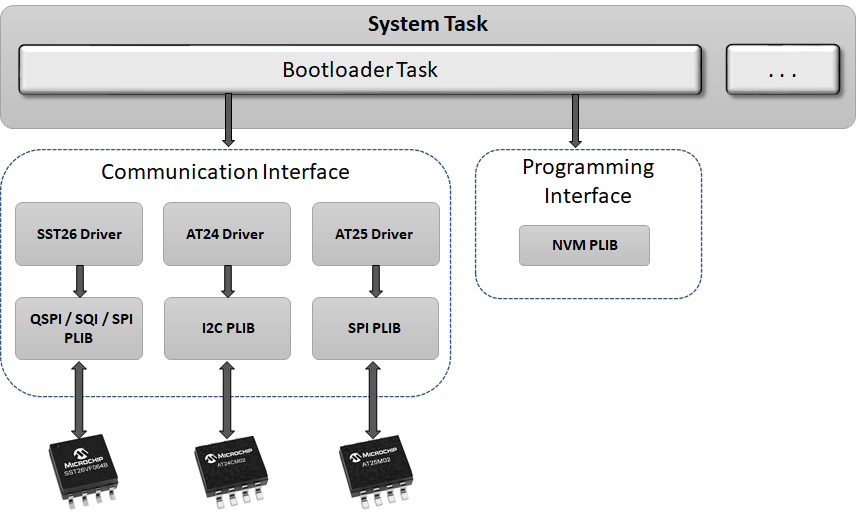 System Task
Bootloader Task
. . .
Communication Interface
Programming
Interface
SST26 Driver
AT24 Driver
AT25 Driver
NVM PLIB
QSPI / SQI / SPI
PLIB
I2C PLIB
SPI PLIB
MICROCHIP
SST26VF064B
MICROCHIP
AT24CM02
MICROCHIP
AT25M02